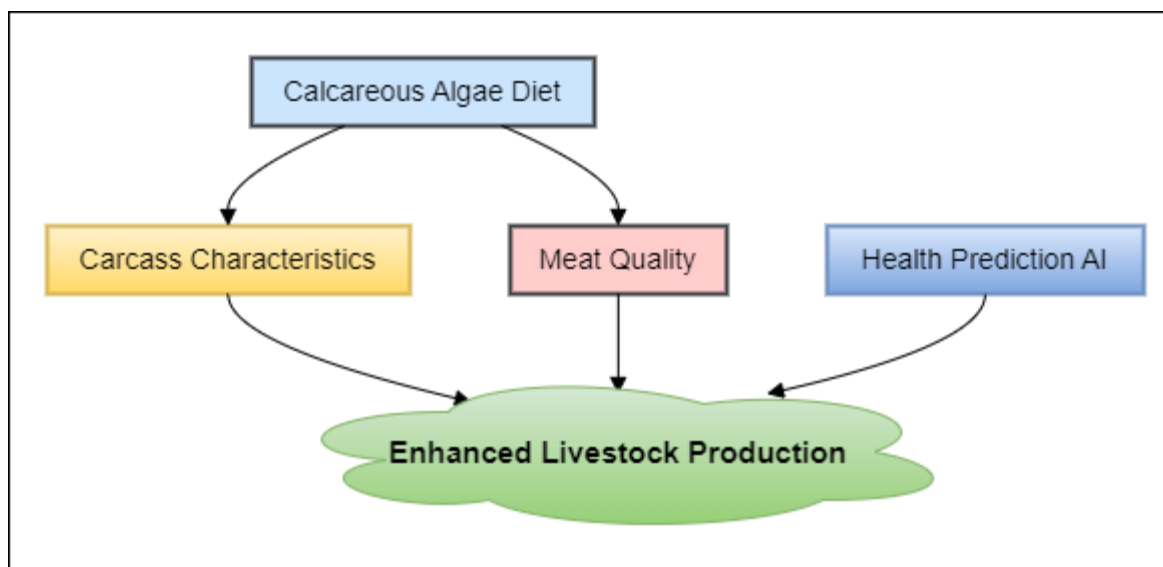 Calcareous Algae Diet
Carcass Characteristics
Meat Quality
Health Prediction AI
Enhanced Livestock Production